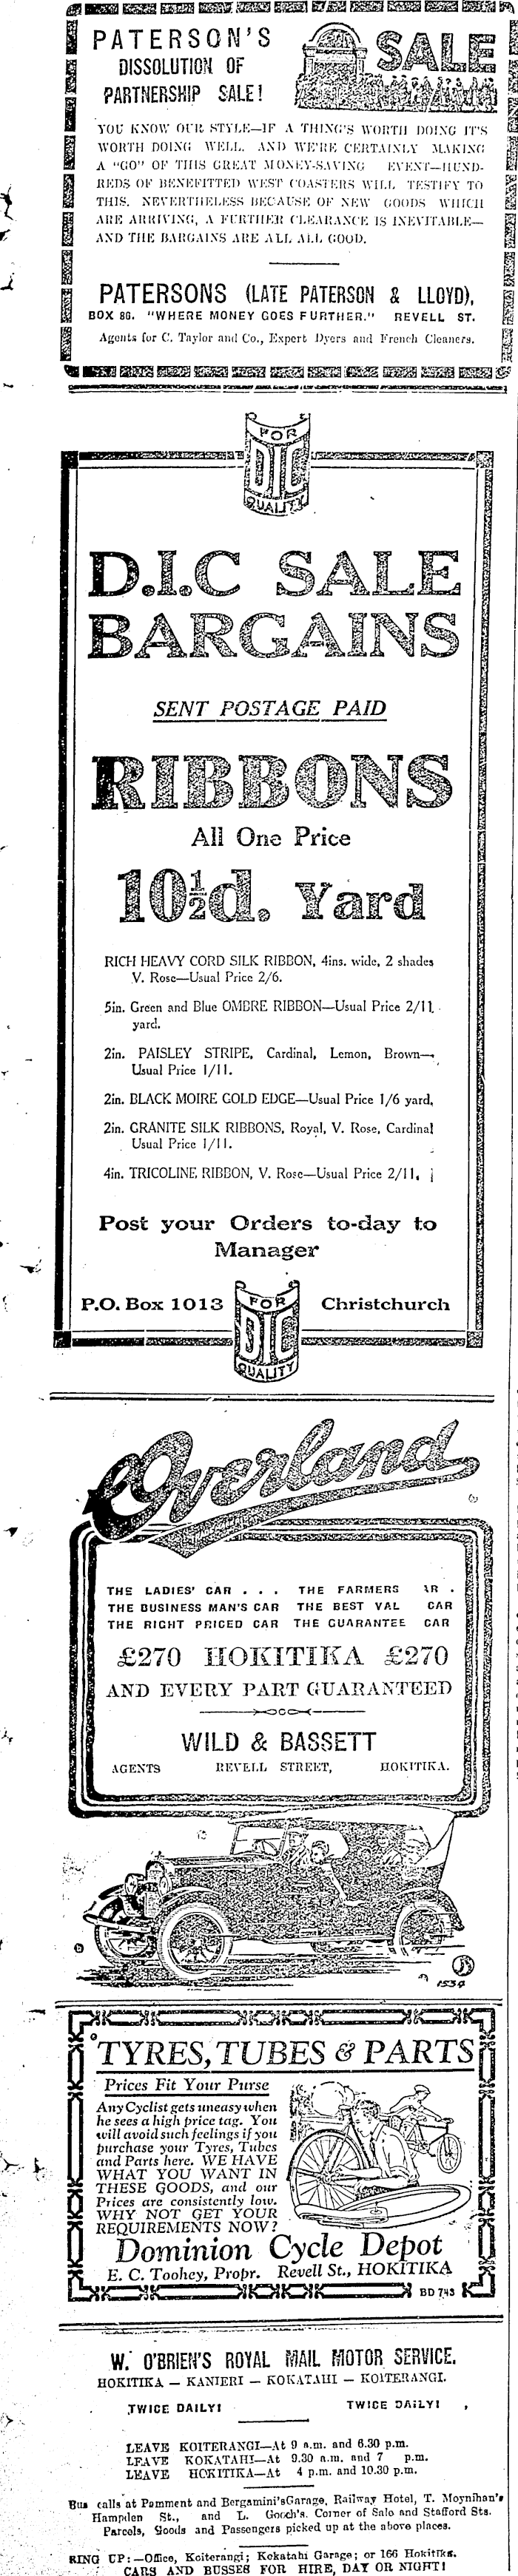 PATERSON'S
DISSOLUTION OF
PARTNERSHIP SALE!
SALE
YOU KNOW OUR STYLE—IF A THING'S WORTH DOING IT'S
WORTH DOING WELL. AND WE'RE CERTAINLY MAKING
A "GO" OF THIS GREAT MONEY-SAVING EVENT—HUND-
REDS OF BENEFITTED WEST COASTERS WILL TESTIFY TO
THIS. NEVERTHELESS BECAUSE OF NEW GOODS WHICH
ARE ARRIVING, A FURTHER CLEARANCE IS INEVITABLE—
AND THE BARGAINS ARE ALL ALL GOOD.
PATERSONS (LATE PATERSON & LLOYD),
BOX 80. "WHERE MONEY GOES FURTHER." REVELL ST.
Agents for C. Taylor and Co., Expert Dyers and French Cleaners.
FOR
DIC
QUALITY
D.I.C SALE
BARGAINS
SENT POSTAGE PAID
RIBBONS
All One Price
10½d. Yard
RICH HEAVY CORD SILK RIBBON, 4ins. wide, 2 shades
V. Rose—Usual Price 2/6.
5in. Green and Blue OMBRE RIBBON—Usual Price 2/11
yard.
2in. PAISLEY STRIPE, Cardinal, Lemon, Brown—
Usual Price 1/11.
2in. BLACK MOIRE GOLD EDGE—Usual Price 1/6 yard.
2in. GRANITE SILK RIBBONS, Royal, V. Rose, Cardinal
Usual Price 1/11.
4in. TRICOLINE RIBBON, V. Rose—Usual Price 2/11.
Post your Orders to-day to
Manager
P.O. Box 1013 Christchurch
FOR
DIC
QUALITY
Overland
THE LADIES' CAR . . . THE FARMERS AR .
THE BUSINESS MAN'S CAR THE BEST VAL CAR
THE RIGHT PRICED CAR THE GUARANTEE CAR
£270 HOKITIKA £270
AND EVERY PART GUARANTEED
WILD & BASSETT
AGENTS REVELL STREET, HOKITIKA.
1534
TYRES, TUBES & PARTS
Prices Fit Your Purse
Any Cyclist gets uneasy when
he sees a high price tag. You
will avoid such feelings if you
purchase your Tyres, Tubes
and Parts here. WE HAVE
WHAT YOU WANT IN
THESE GOODS, and our
Prices are consistently low.
WHY NOT GET YOUR
REQUIREMENTS NOW?
Dominion Cycle Depot
E. C. Toohey, Propr. Revell St., HOKITIKA
BD 743
W. O'BRIEN'S ROYAL MAIL MOTOR SERVICE.
HOKITIKA — KANIERI — KOKATAHI — KOITERANGI.
TWICE DAILY! TWICE DAILY!
LEAVE KOITERANGI—At 9 a.m. and 6.30 p.m.
LEAVE KOKATAHI—At 9.30 a.m. and 7 p.m.
LEAVE HOKITIKA—At 4 p.m. and 10.30 p.m.
Bus calls at Pamment and Bergamini's Garage, Railway Hotel, T. Moynihan's
Hampden St., and L. Gooch's. Corner of Sale and Stafford Sts.
Parcels, Goods and Passengers picked up at the above places.
RING UP:—Office, Koiterangi; Kokatahi Garage; or 166 Hokitika.
CARS AND BUSSES FOR HIRE, DAY OR NIGHT!